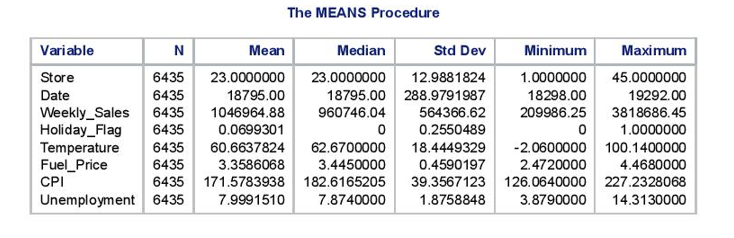 The MEANS Procedure
Variable N Mean Median Std Dev Minimum Maximum
Store 6435 23.0000000 23.0000000 12.9881824 1.0000000 45.0000000
Date 6435 18795.00 18795.00 288.9791987 18298.00 19292.00
Weekly_Sales 6435 1046964.88 960746.04 564366.62 209986.25 3818686.45
Holiday_Flag 6435 0.0699301 0 0.2550489 0 1.0000000
Temperature 6435 60.6637824 62.6700000 18.4449329 -2.0600000 100.1400000
Fuel_Price 6435 3.3586068 3.4450000 0.4590197 2.4720000 4.4680000
CPI 6435 171.5783938 182.6165205 39.3567123 126.0640000 227.2328068
Unemployment 6435 7.9991510 7.8740000 1.8758848 3.8790000 14.3130000